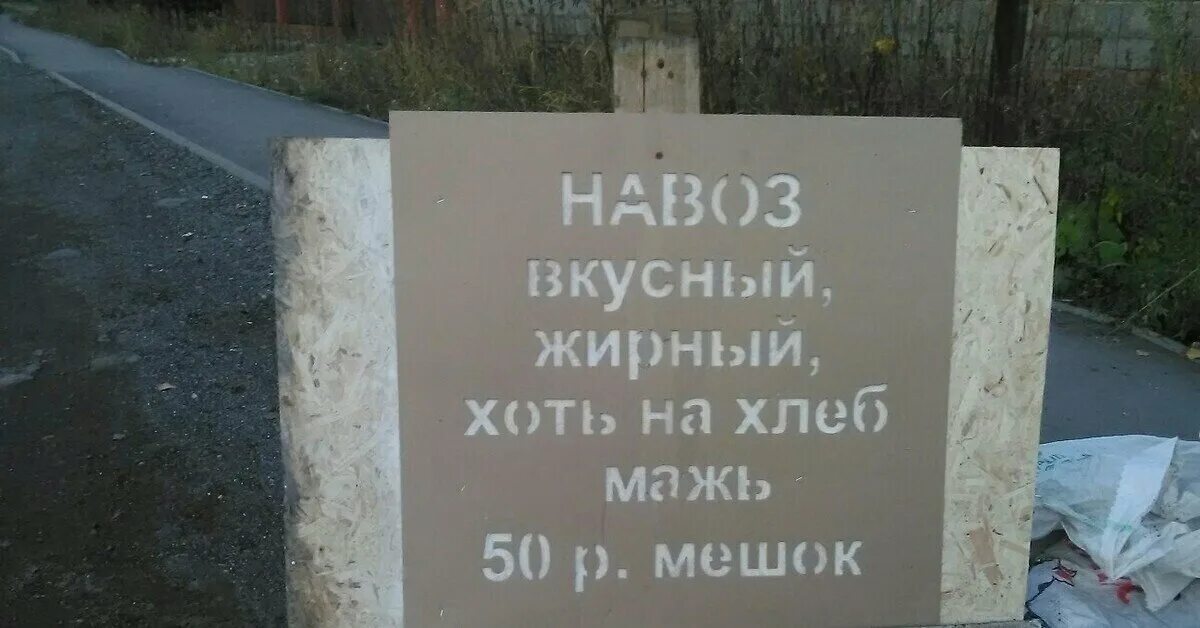 НАВОЗ
вкусный,
жирный,
хоть на хлеб
мажь
50 р. мешок